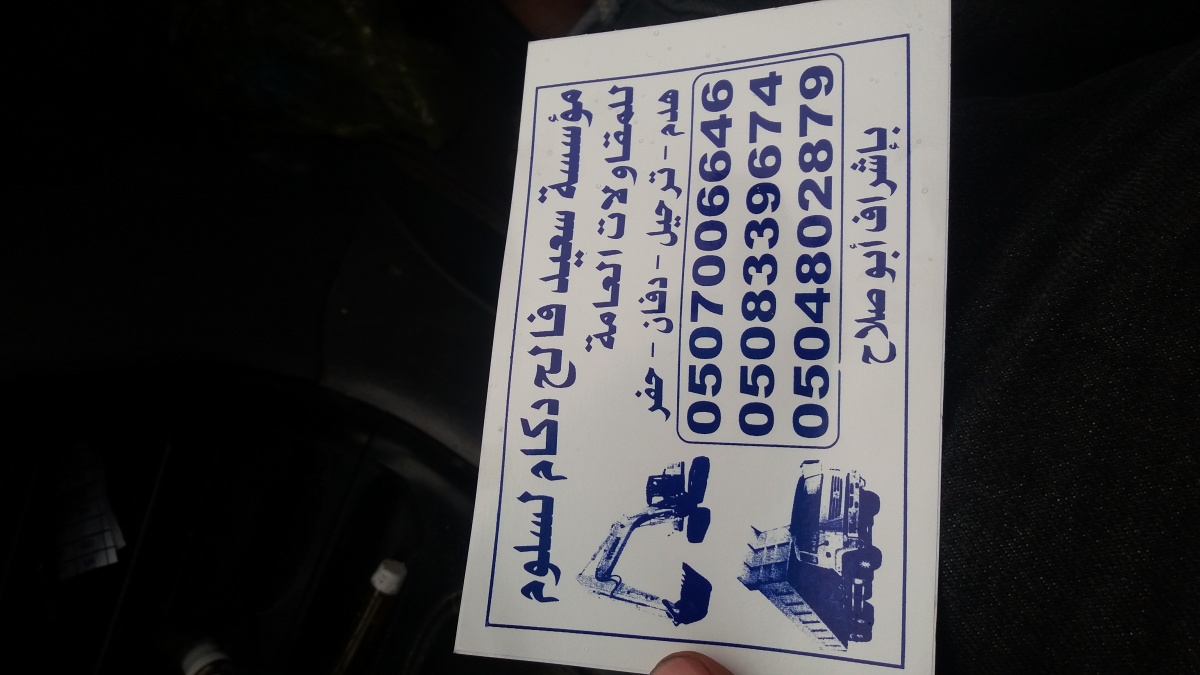 مؤسسة سعيد فالح دكام لسلوم
للمقاولات العامة
هدم - ترحيل - دفان - حفر
0507006646
0508339674
0504802879
بإشراف أبو صلاح